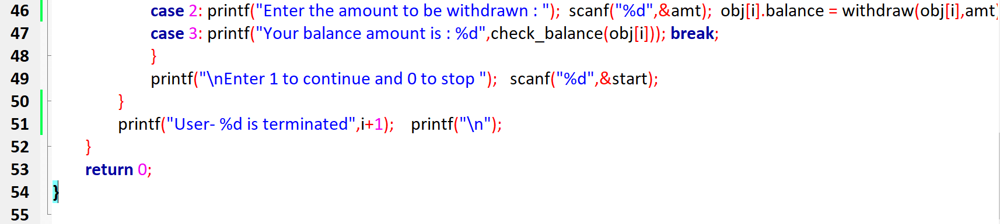 46 case 2: printf("Enter the amount to be withdrawn : "); scanf("%d",&amt); obj[i].balance = withdraw(obj[i],amt)
47 case 3: printf("Your balance amount is : %d",check_balance(obj[i])); break;
48 }
49 printf("\nEnter 1 to continue and 0 to stop "); scanf("%d",&start);
50 }
51 printf("User- %d is terminated",i+1); printf("\n");
52 }
53 return 0;
54 }
55